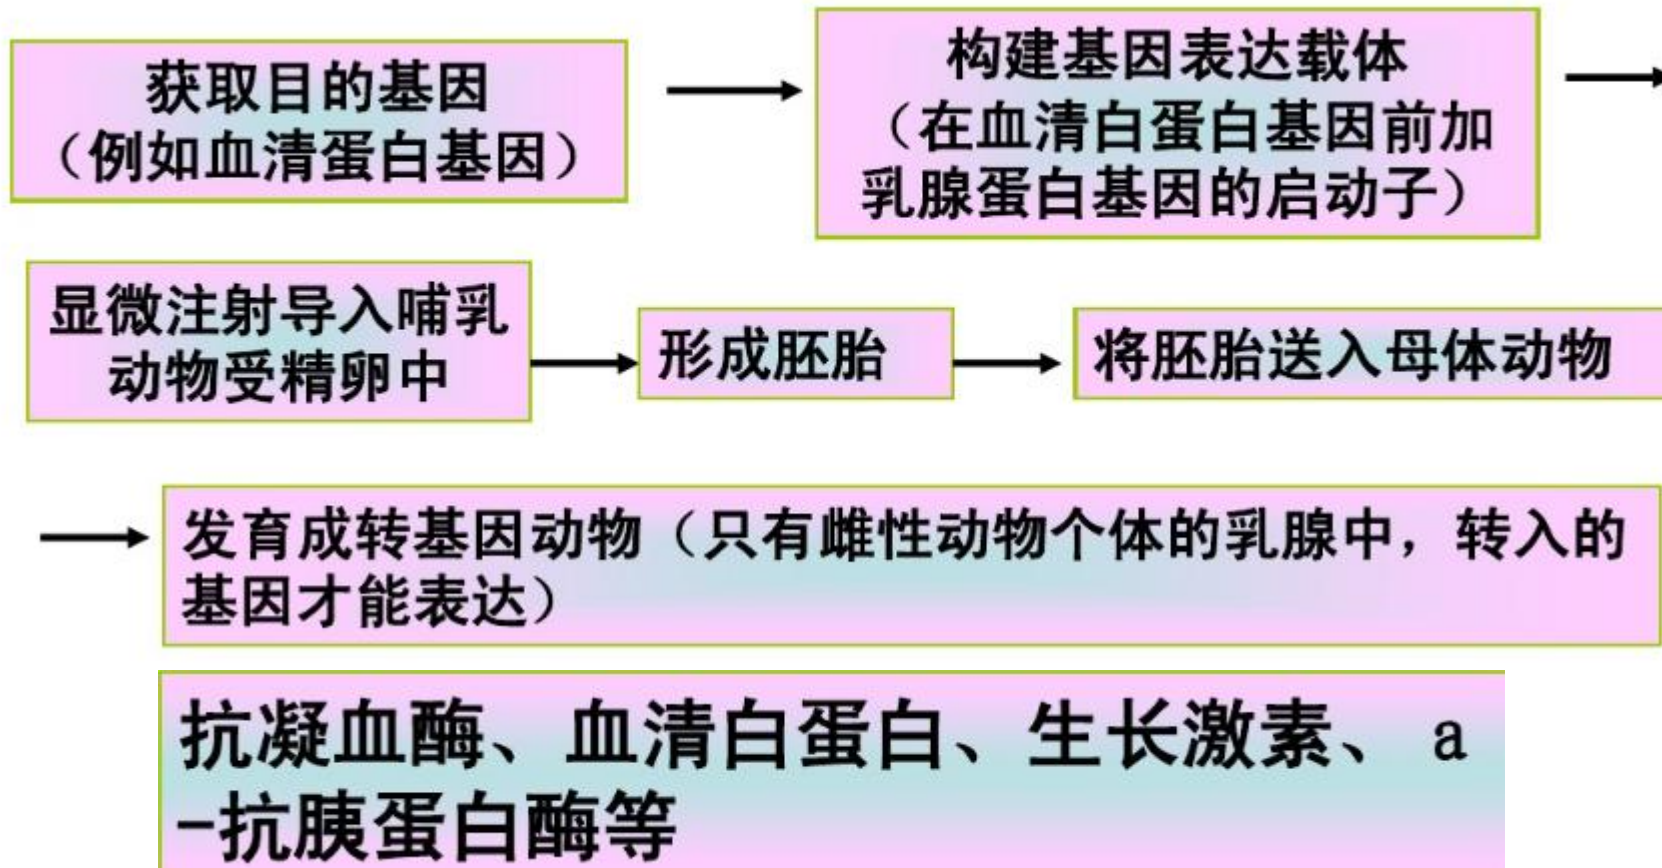 获取目的基因
（例如血清蛋白基因）
构建基因表达载体
（在血清白蛋白基因前加
乳腺蛋白基因的启动子）
显微注射导入哺乳
动物受精卵中
形成胚胎
将胚胎送入母体动物
发育成转基因动物（只有雌性动物个体的乳腺中，转入的
基因才能表达）
抗凝血酶、血清白蛋白、生长激素、a
-抗胰蛋白酶等